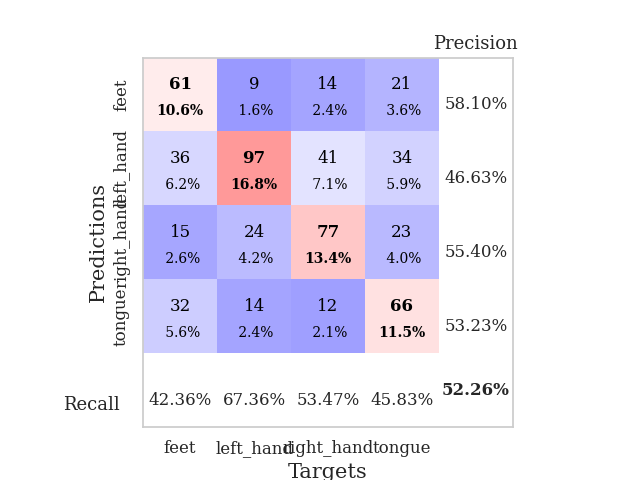 Precision
feet 61 9 14 21
10.6% 1.6% 2.4% 3.6% 58.10%
left_hand 36 97 41 34
6.2% 16.8% 7.1% 5.9% 46.63%
right_hand 15 24 77 23
2.6% 4.2% 13.4% 4.0% 55.40%
tongue 32 14 12 66
5.6% 2.4% 2.1% 11.5% 53.23%
Predictions
52.26%
Recall 42.36% 67.36% 53.47% 45.83%
feet left_hand right_hand tongue
Targets